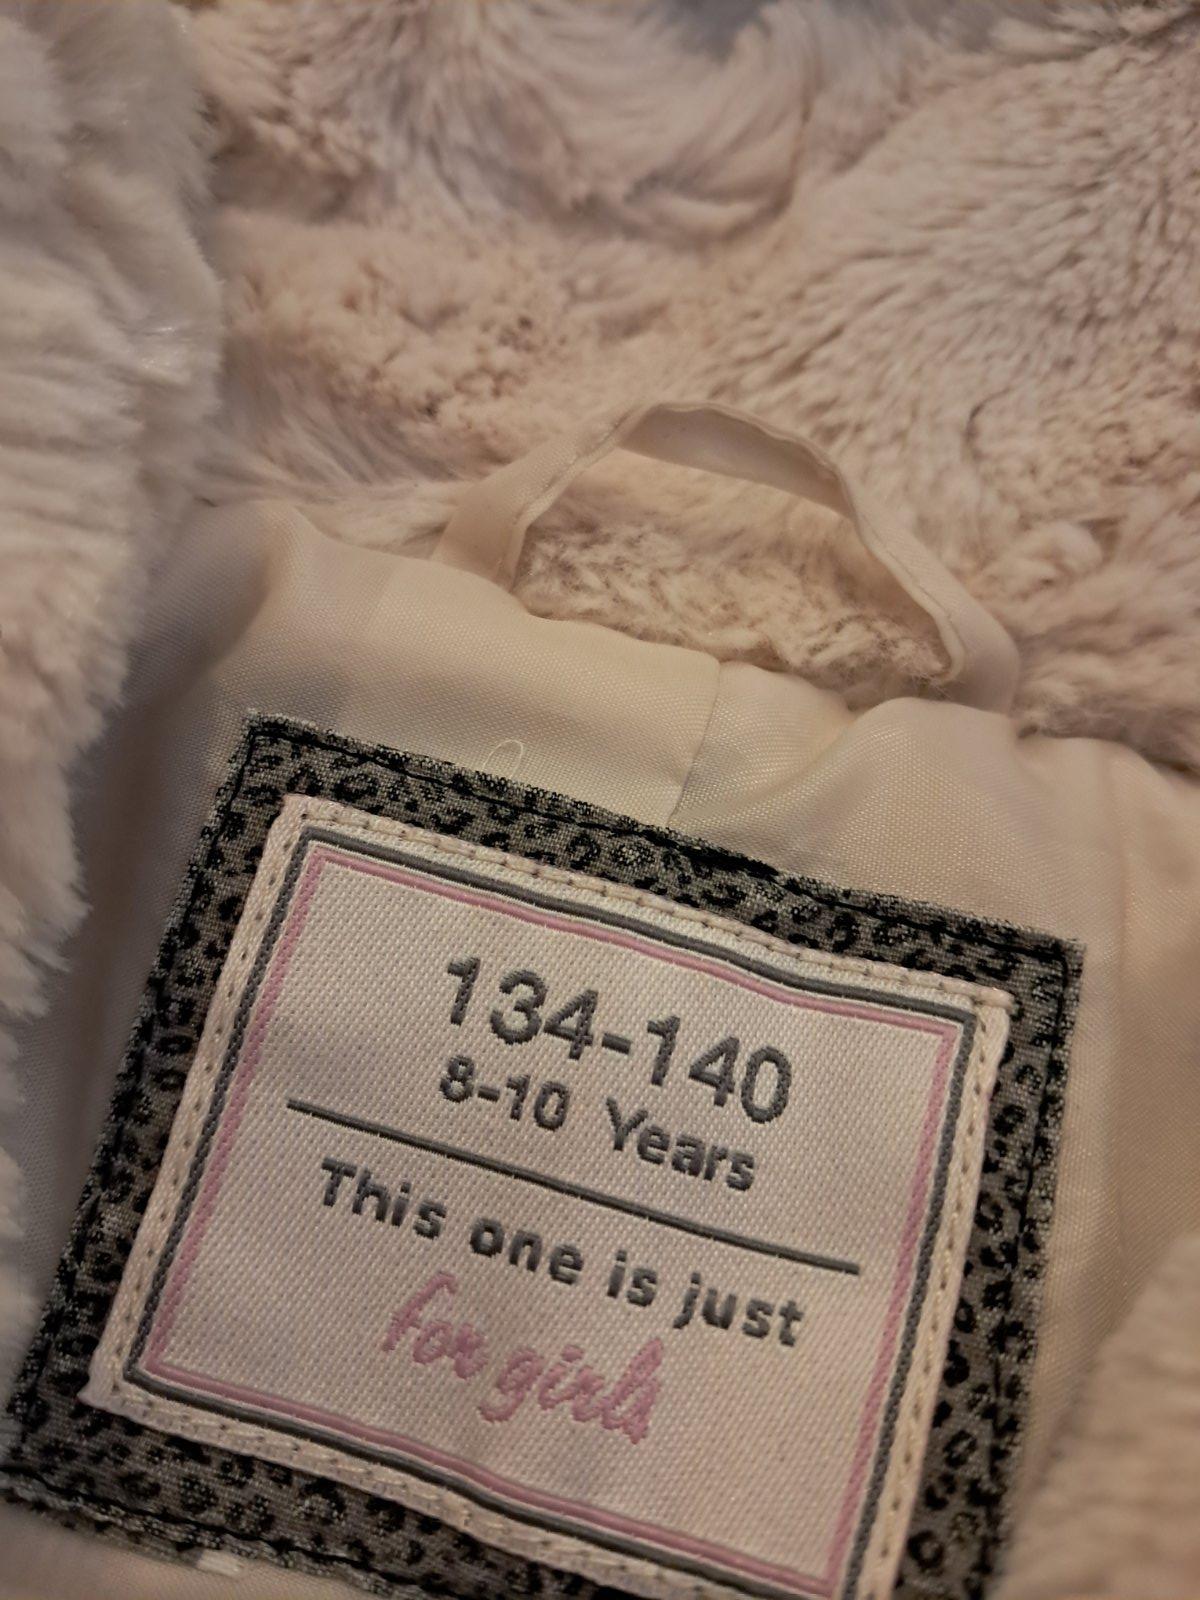 134-140
8-10 Years
This one is just
for girls